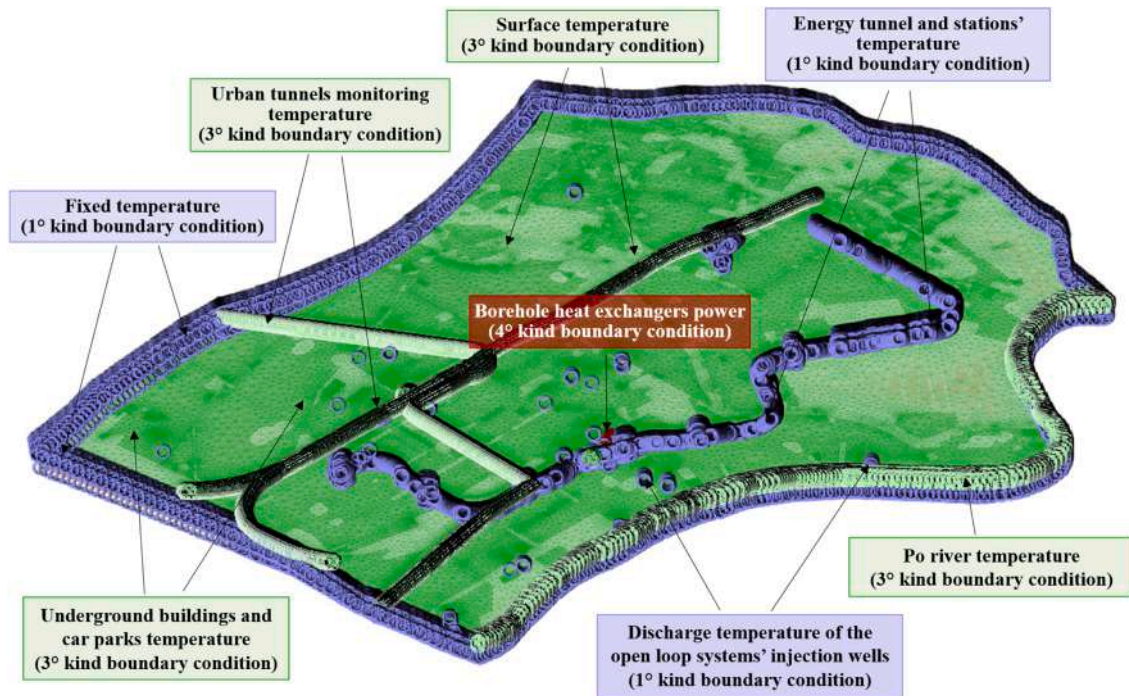 Surface temperature
(3° kind boundary condition)
Energy tunnel and stations'
temperature
(1° kind boundary condition)
Urban tunnels monitoring
temperature
(3° kind boundary condition)
Fixed temperature
(1° kind boundary condition)
Borehole heat exchangers power
(4° kind boundary condition)
Po river temperature
(3° kind boundary condition)
Underground buildings and
car parks temperature
(3° kind boundary condition)
Discharge temperature of the
open loop systems' injection wells
(1° kind boundary condition)